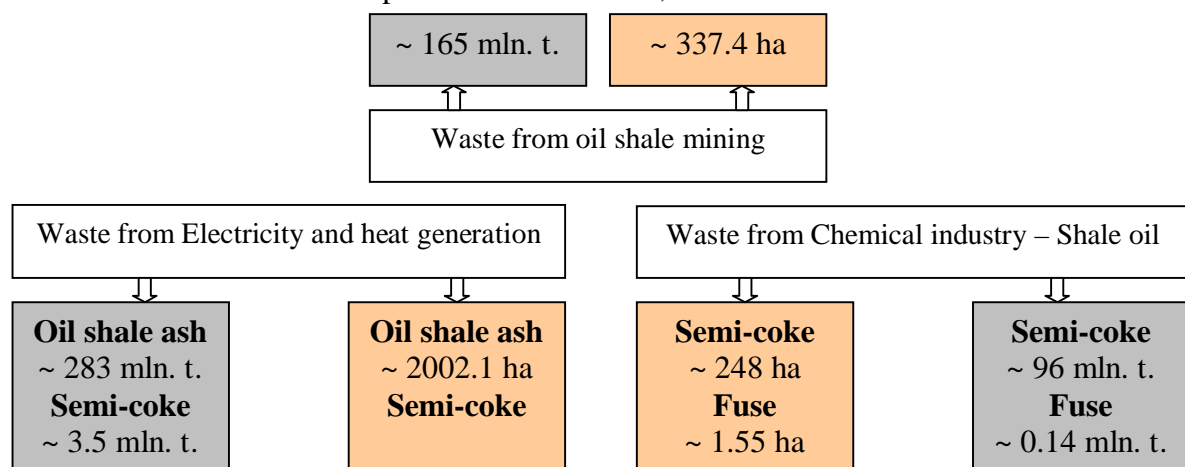 ~ 165 mln. t.
~ 337.4 ha
Waste from oil shale mining
Waste from Electricity and heat generation
Waste from Chemical industry – Shale oil
Oil shale ash
~ 283 mln. t.
Semi-coke
~ 3.5 mln. t.
Oil shale ash
~ 2002.1 ha
Semi-coke
Semi-coke
~ 248 ha
Fuse
~ 1.55 ha
Semi-coke
~ 96 mln. t.
Fuse
~ 0.14 mln. t.